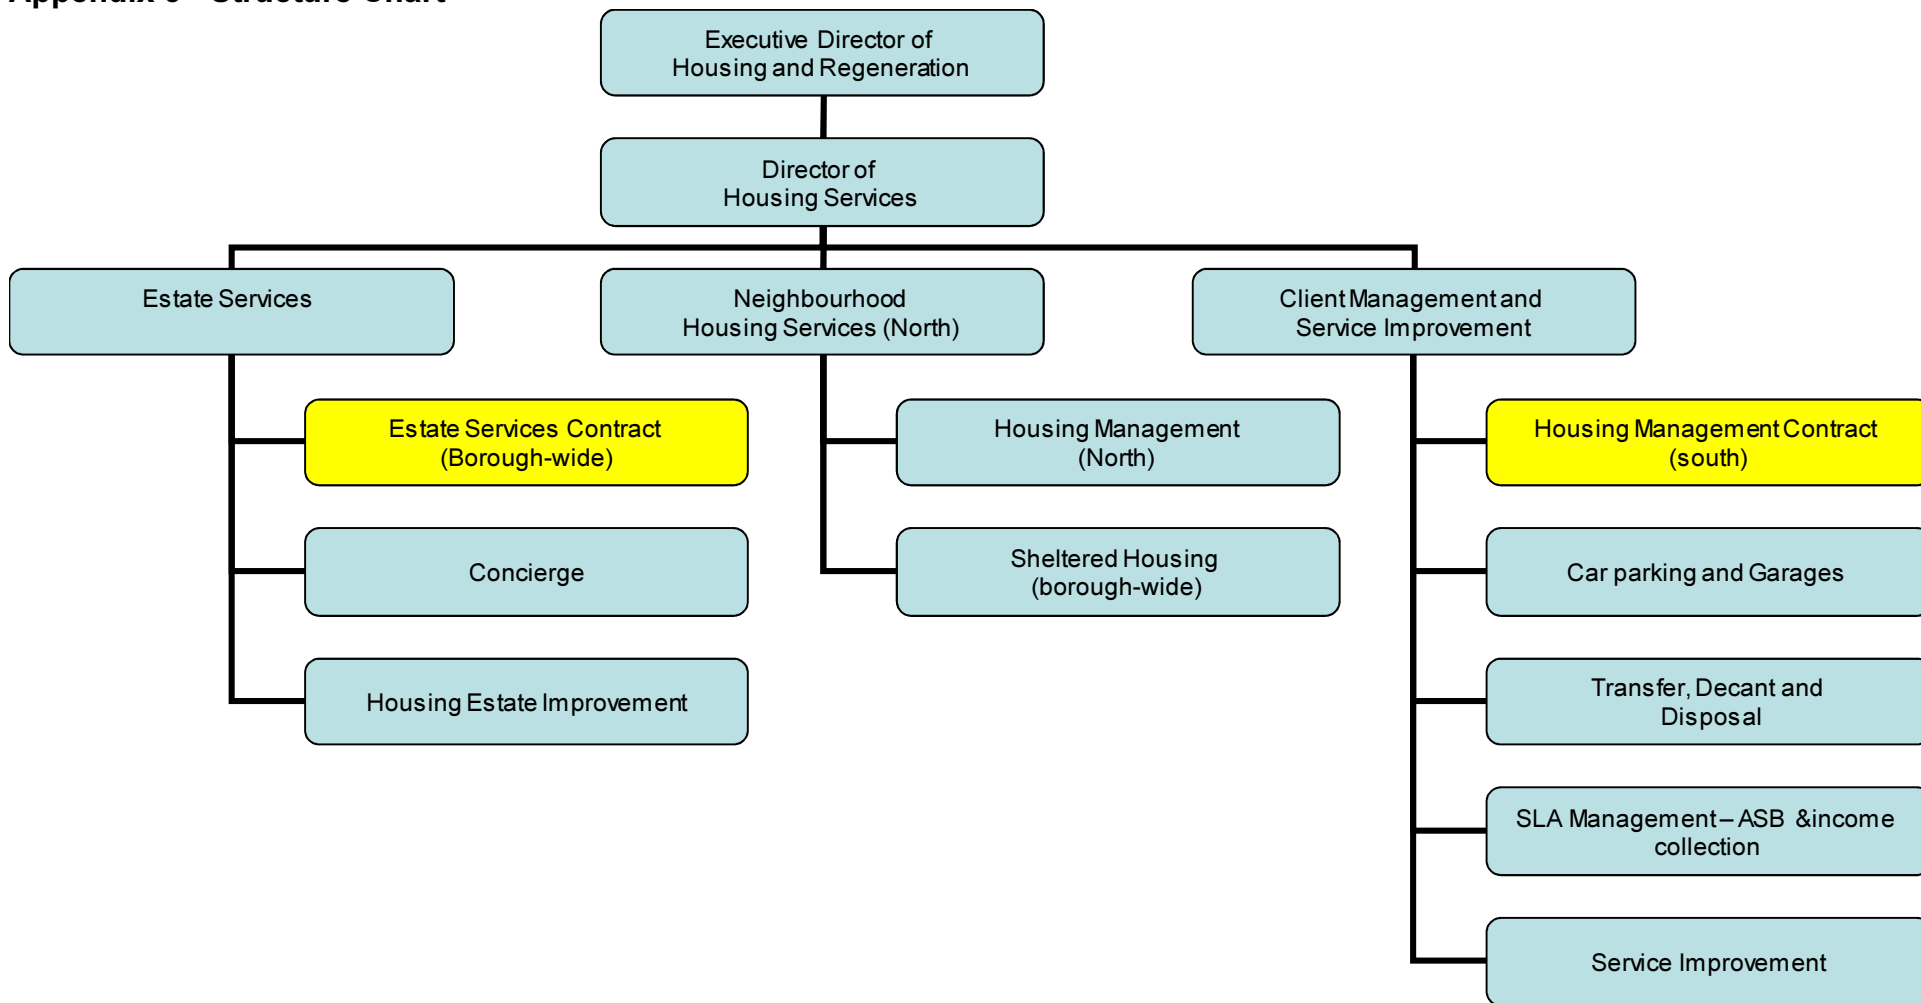 Structure Chart
Executive Director of
Housing and Regeneration
Director of
Housing Services
Estate Services
Neighbourhood
Housing Services (North)
Client Management and
Service Improvement
Estate Services Contract
(Borough-wide)
Concierge
Housing Estate Improvement
Housing Management
(North)
Sheltered Housing
(borough-wide)
Housing Management Contract
(south)
Car parking and Garages
Transfer, Decant and
Disposal
SLA Management – ASB &income
collection
Service Improvement